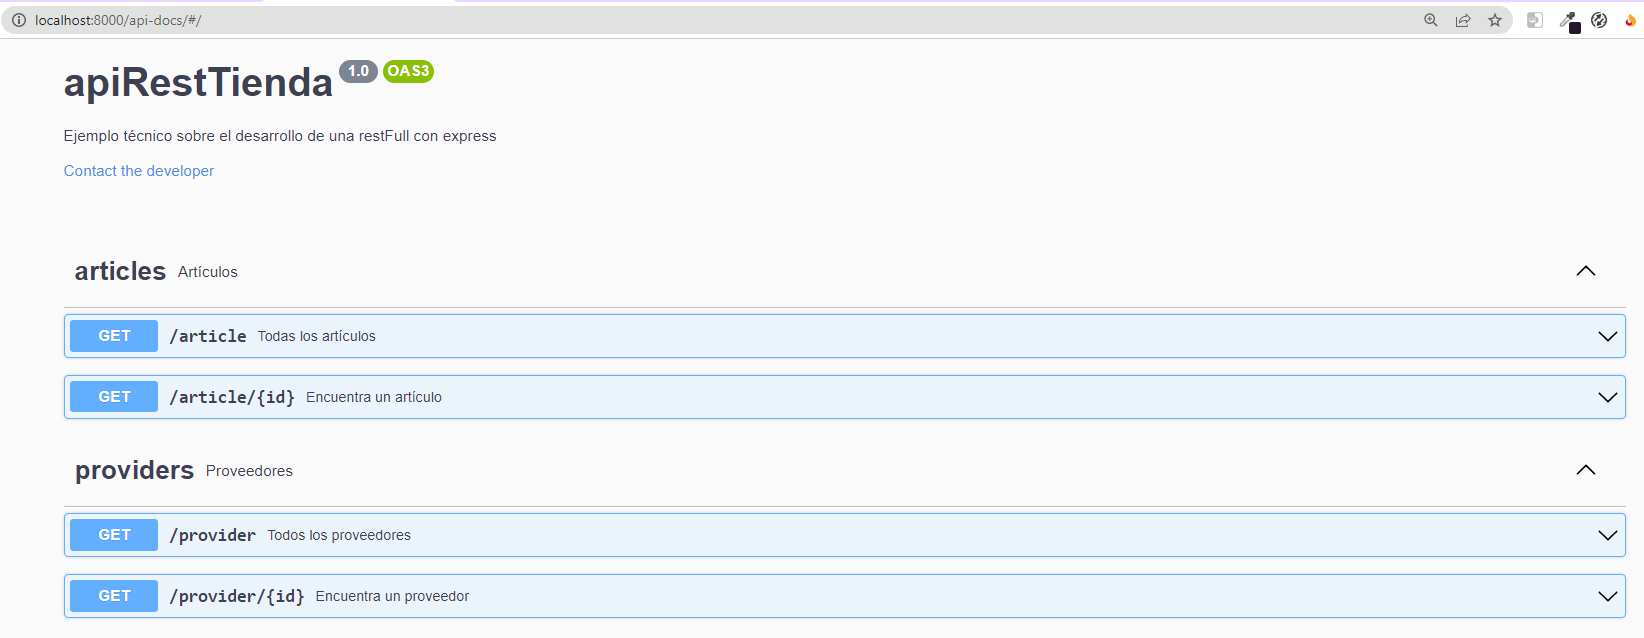 localhost:8000/api-docs/#/
apiRestTienda 1.0 OAS3
Ejemplo técnico sobre el desarrollo de una restFull con express
Contact the developer
articles Artículos
GET /article Todas los artículos
GET /article/{id} Encuentra un artículo
providers Proveedores
GET /provider Todos los proveedores
GET /provider/{id} Encuentra un proveedor